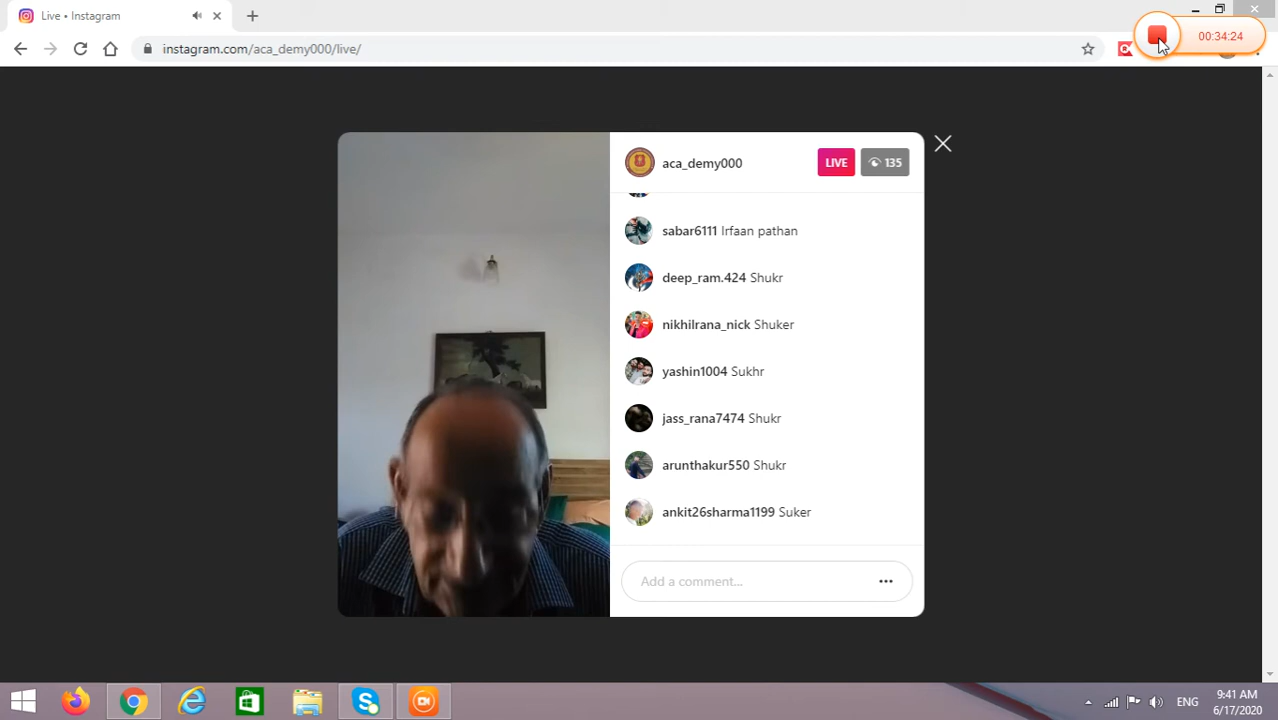 Live • Instagram
00:34:24
instagram.com/aca_demy000/live/
aca_demy000
LIVE
135
sabar6111 Irfaan pathan
deep_ram.424 Shukr
nikhilrana_nick Shuker
yashin1004 Sukhr
jass_rana7474 Shukr
arunthakur550 Shukr
ankit26sharma1199 Suker
Add a comment...
ENG
9:41 AM
6/17/2020